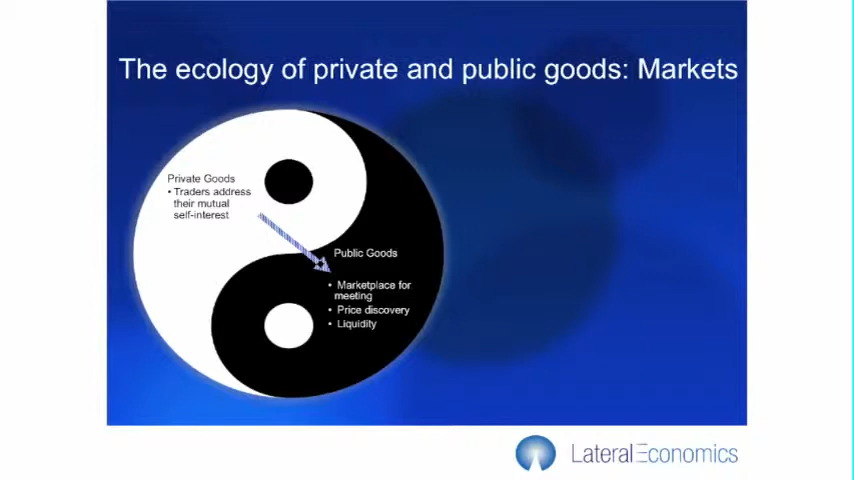 The ecology of private and public goods: Markets
Private Goods
• Traders address
their mutual
self-interest
Public Goods
• Marketplace for
meeting
• Price discovery
• Liquidity
LateralEconomics